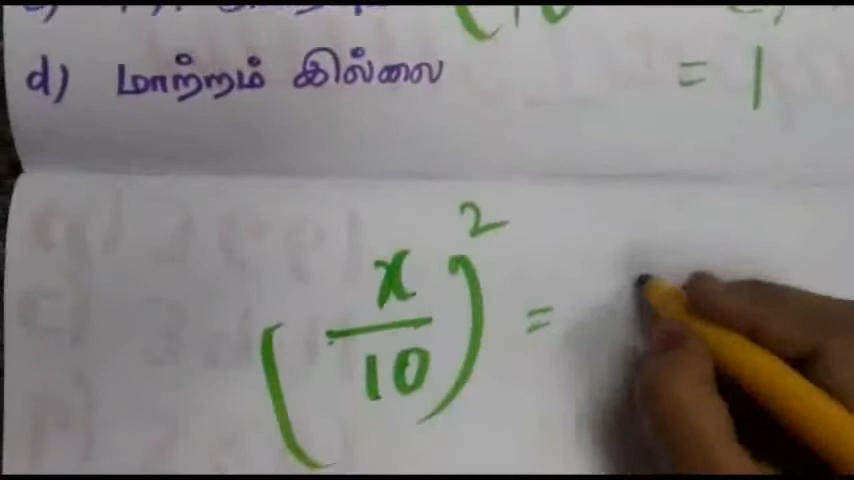 d) மாற்றம் இல்லை
= 1
(x/10)² =